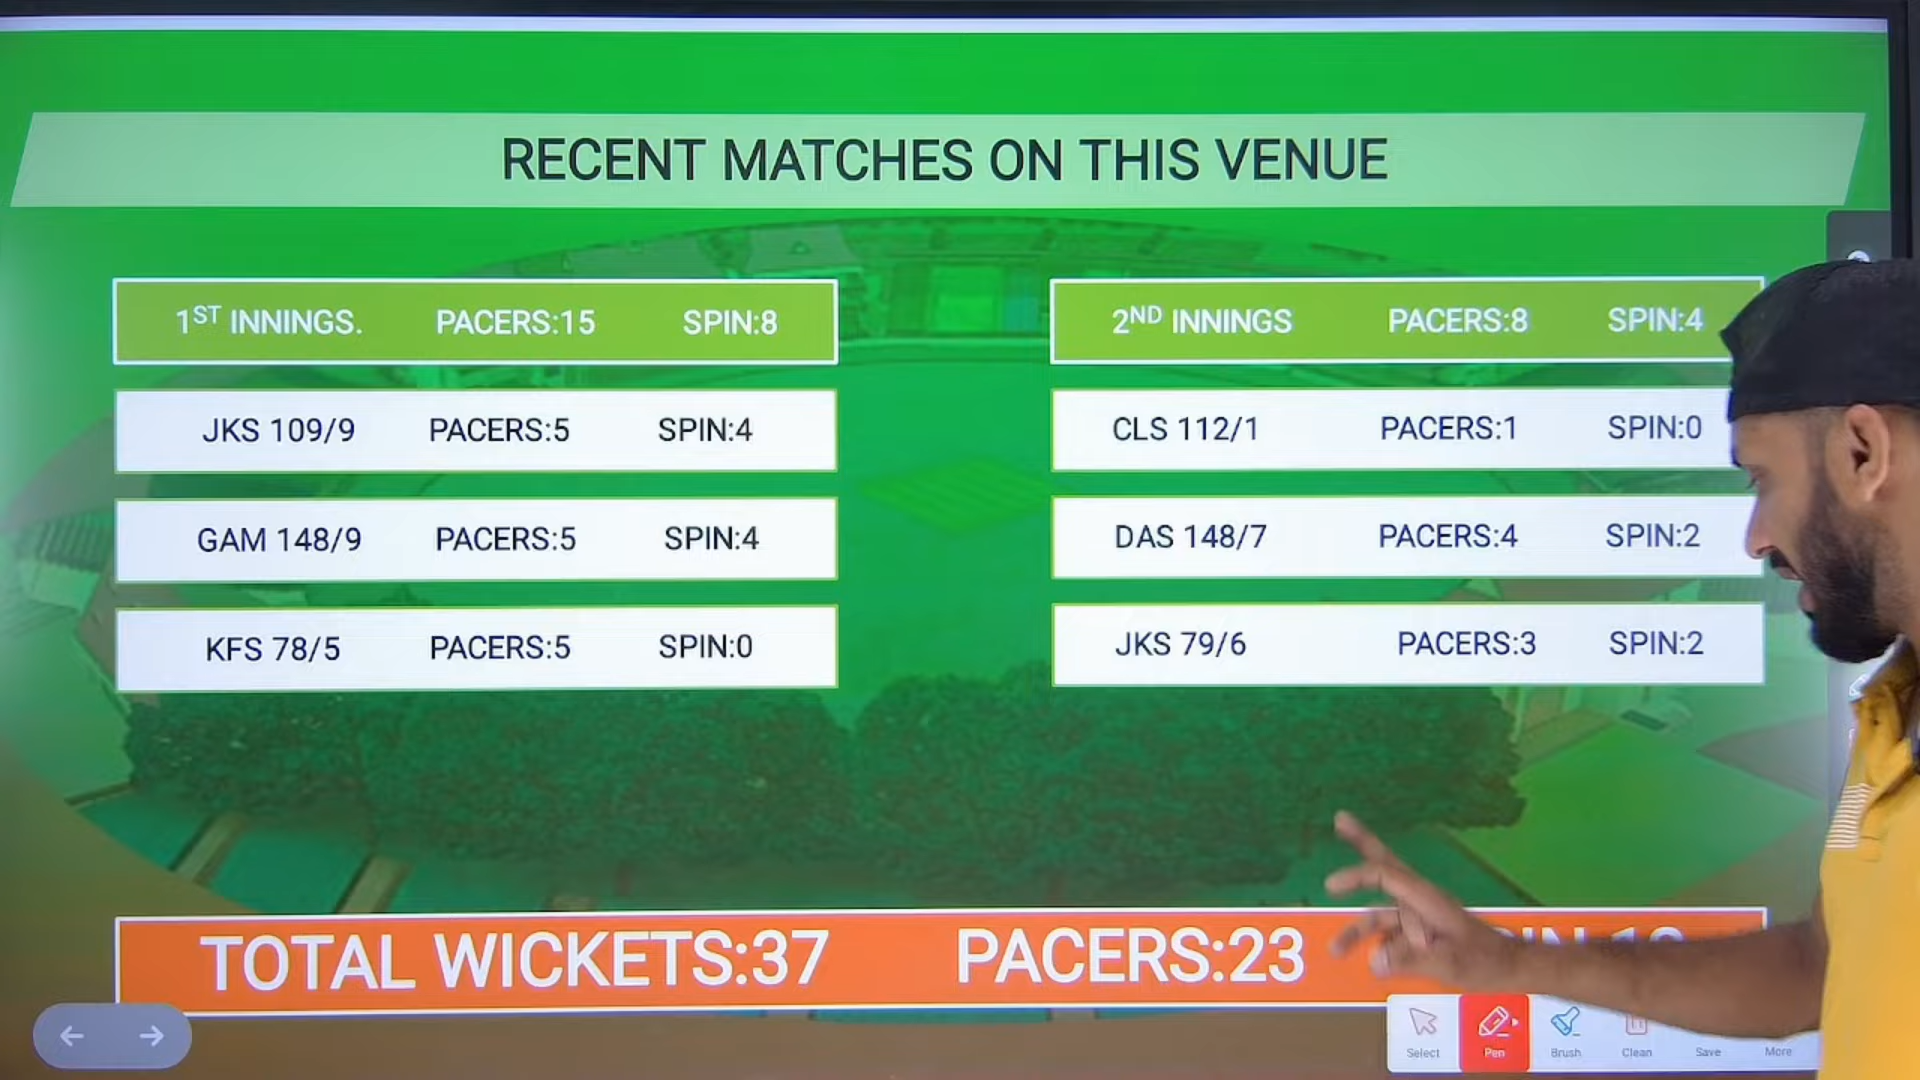 RECENT MATCHES ON THIS VENUE
1ST INNINGS. PACERS:15 SPIN:8
JKS 109/9 PACERS:5 SPIN:4
GAM 148/9 PACERS:5 SPIN:4
KFS 78/5 PACERS:5 SPIN:0
2ND INNINGS PACERS:8 SPIN:4
CLS 112/1 PACERS:1 SPIN:0
DAS 148/7 PACERS:4 SPIN:2
JKS 79/6 PACERS:3 SPIN:2
TOTAL WICKETS:37 PACERS:23
Select Pen Brush Clean Save More